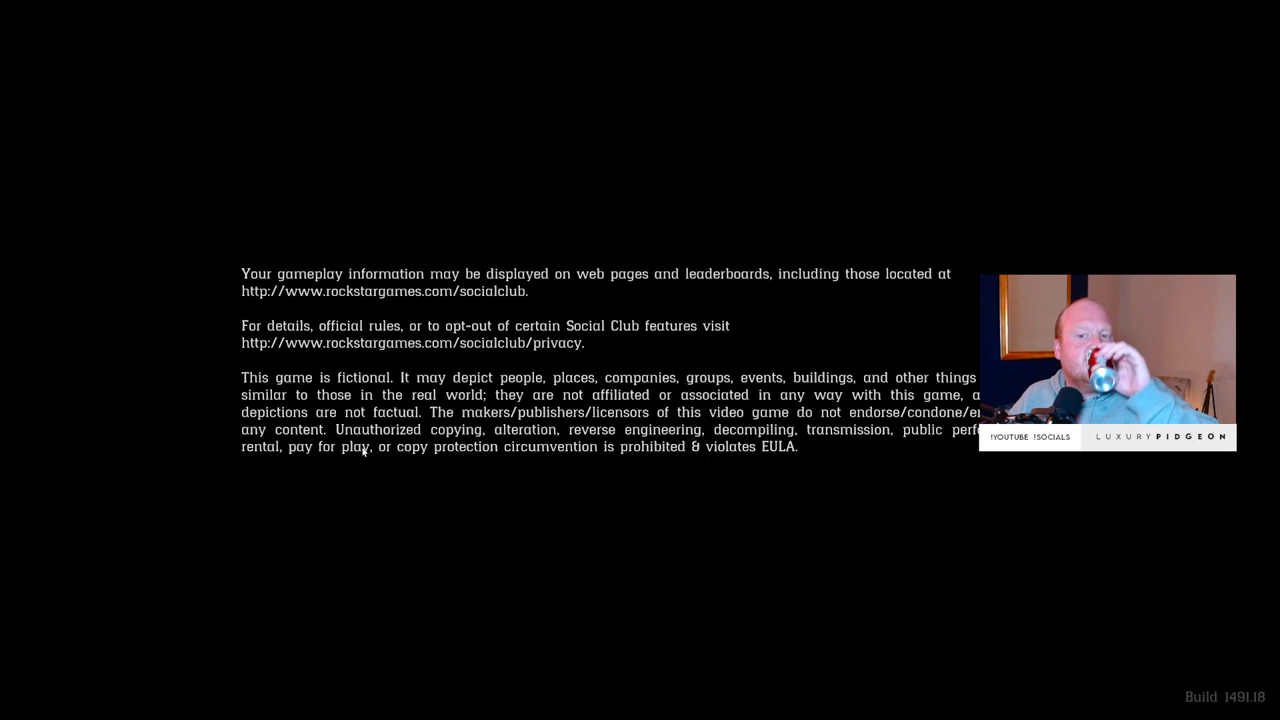 Your gameplay information may be displayed on web pages and leaderboards, including those located at
http://www.rockstargames.com/socialclub.
For details, official rules, or to opt-out of certain Social Club features visit
http://www.rockstargames.com/socialclub/privacy.
This game is fictional. It may depict people, places, companies, groups, events, buildings, and other things
similar to those in the real world; they are not affiliated or associated in any way with this game,
depictions are not factual. The makers/publishers/licensors of this video game do not endorse/condone/
any content. Unauthorized copying, alteration, reverse engineering, decompiling, transmission, public
rental, pay for play, or copy protection circumvention is prohibited & violates EULA.
!YOUTUBE !SOCIALS LUXURYPIDGEON
Build 1491.18